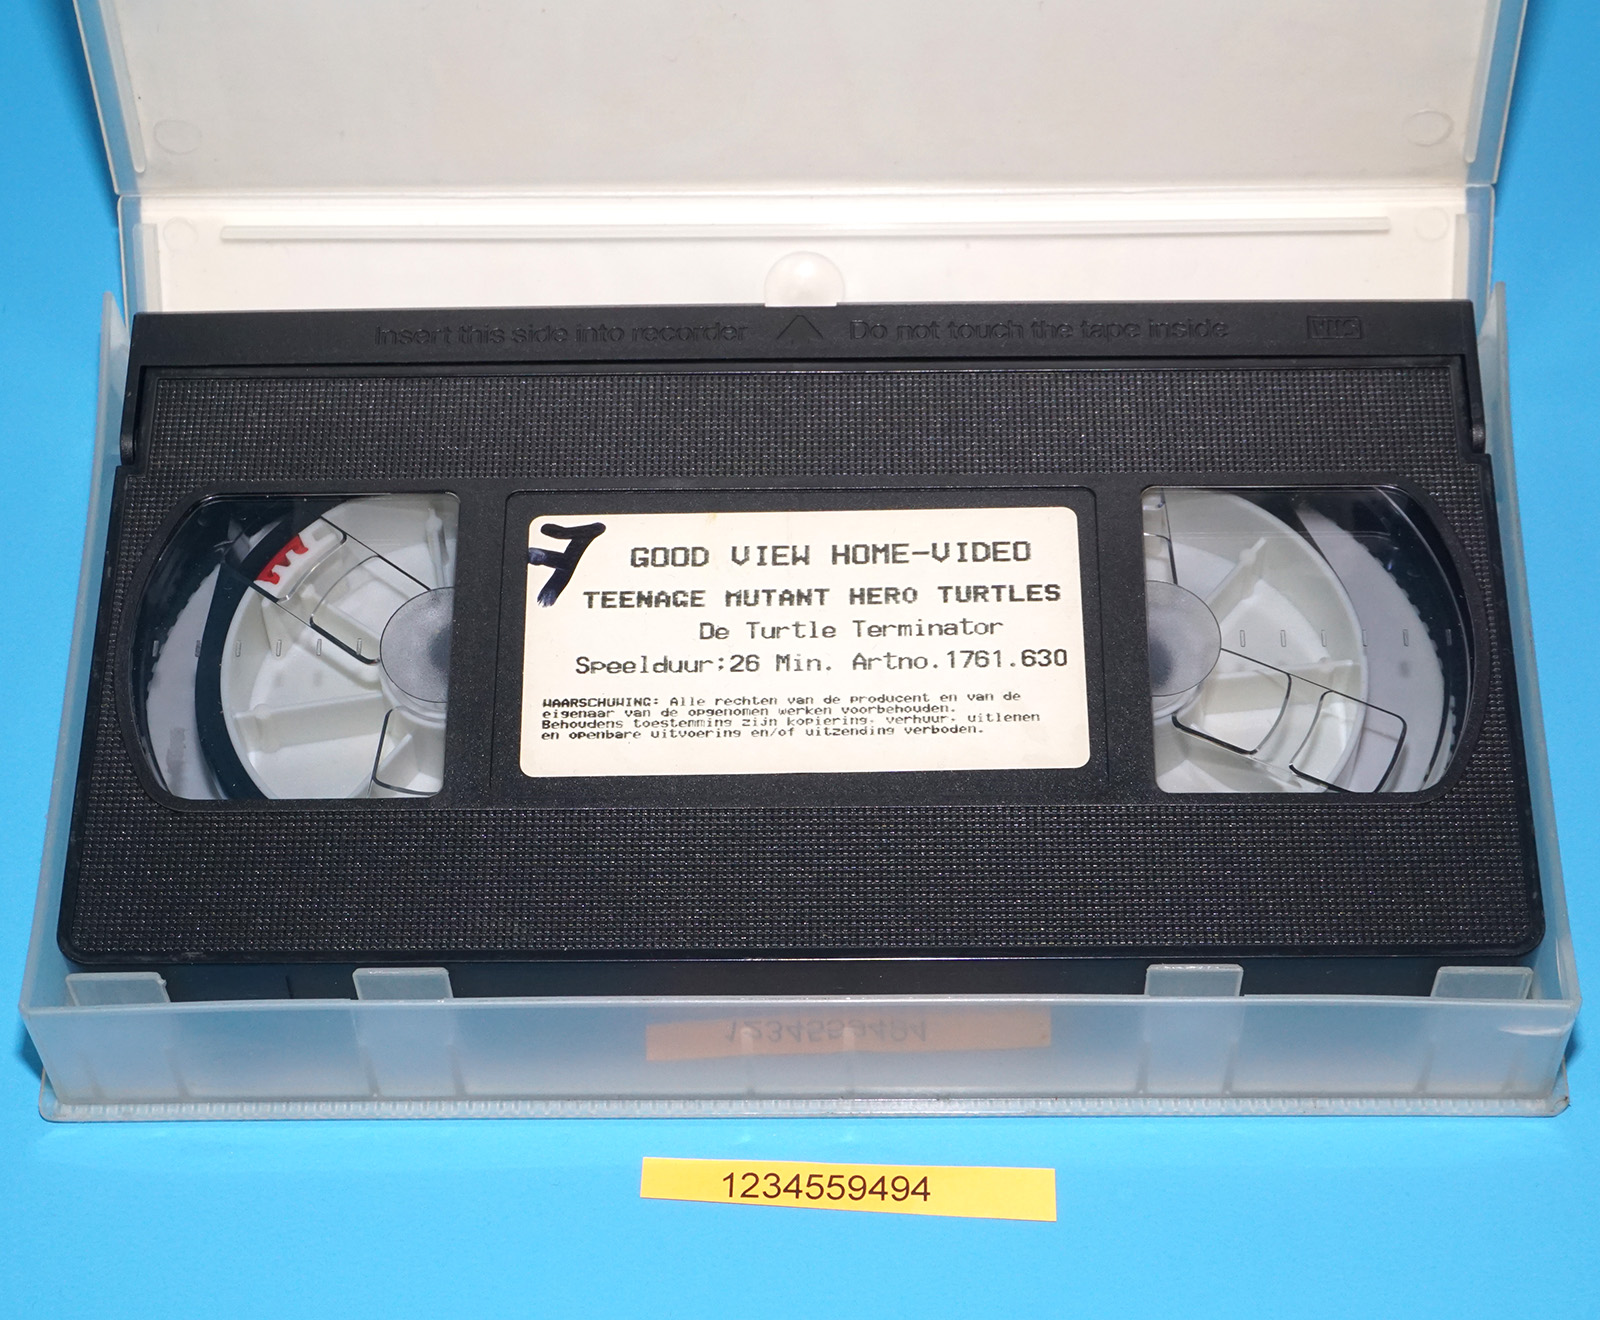 Insert this side into recorder Do not touch the tape inside VHS
7
GOOD VIEW HOME-VIDEO
TEENAGE MUTANT HERO TURTLES
De Turtle Terminator
Speelduur:26 Min. Artno.1761.630
WAARSCHUWING: Alle rechten van de producent en van de
eigenaar van de opgenomen werken voorbehouden.
Behoudens toestemming zijn kopiering, verhuur, uitlenen
en openbare uitvoering en/of uitzending verboden.
1234559494
1234559494